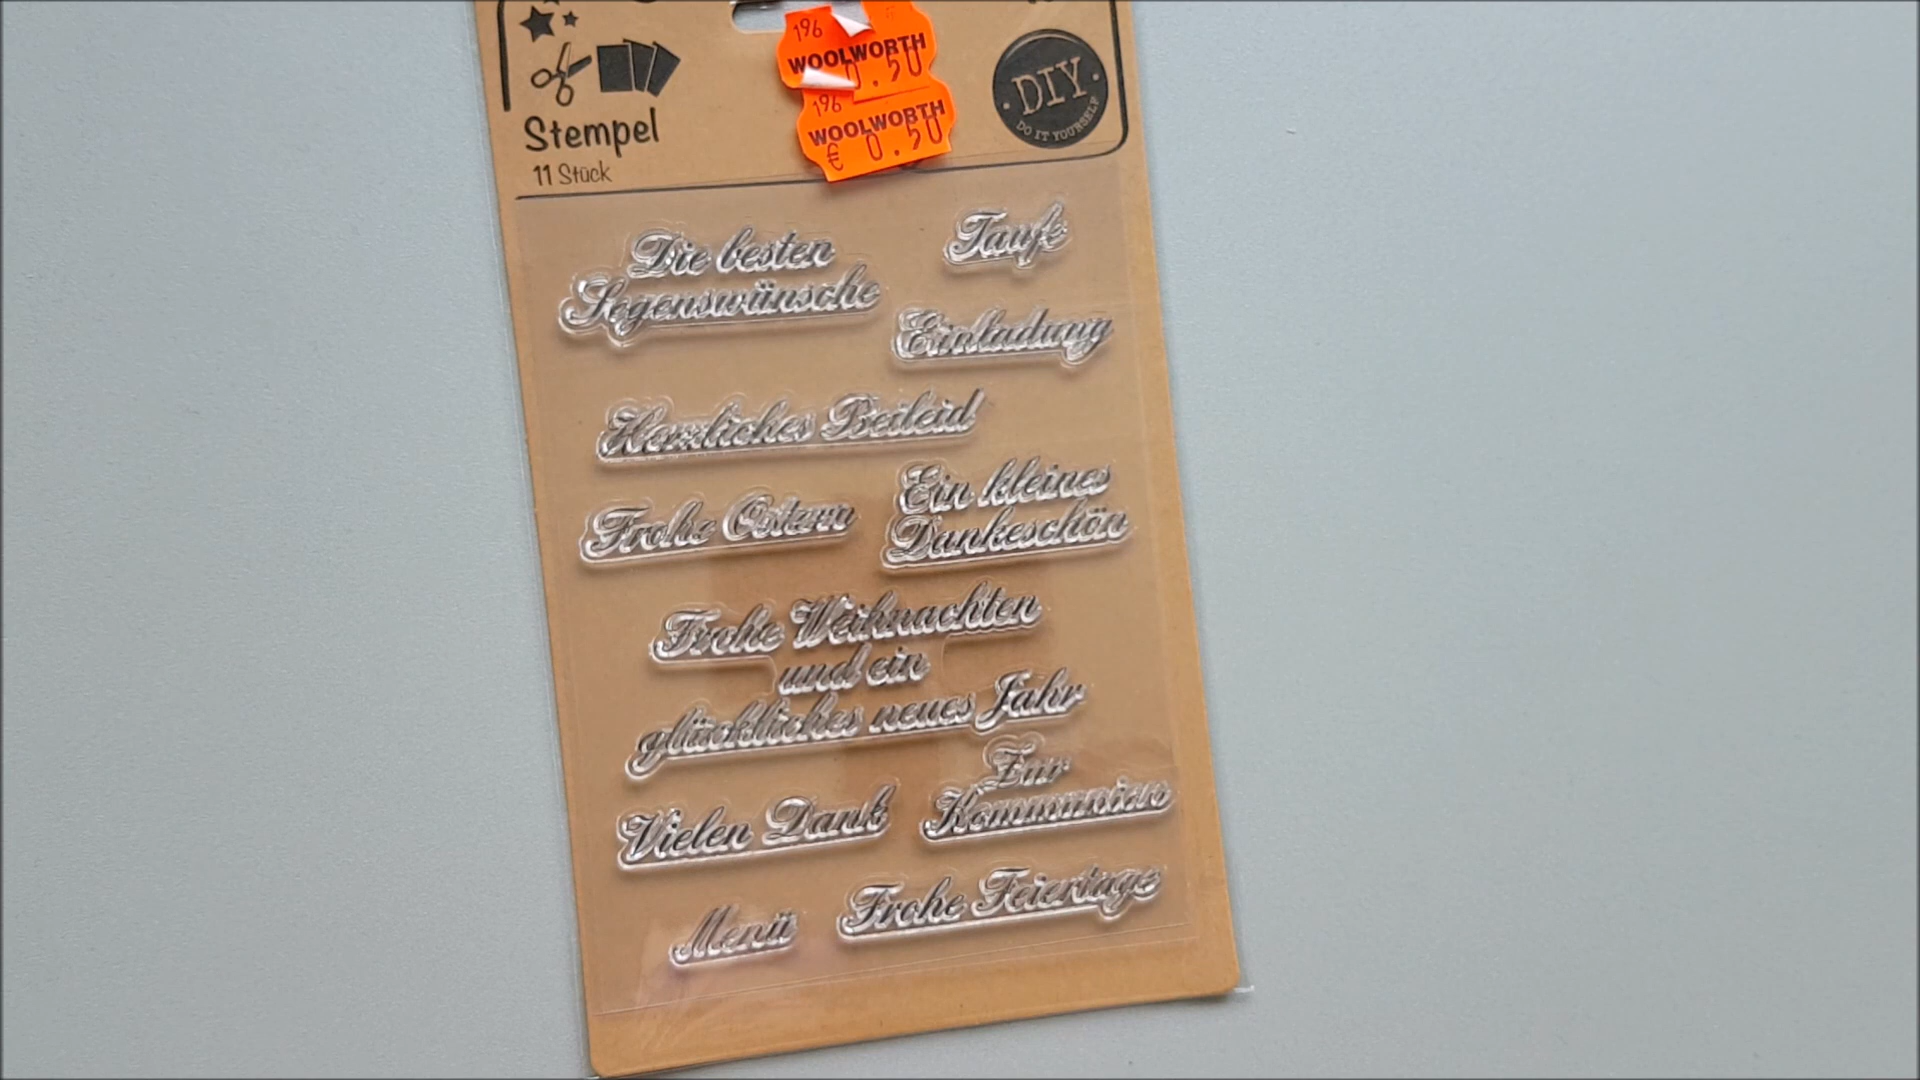 196
WOOLWORTH
0.50
196
WOOLWORTH
€ 0.50
DIY
DO IT YOURSELF
Stempel
11 Stück
Die besten
Segenswünsche
Taufe
Einladung
Herzliches Beileid
Frohe Ostern
Ein kleines
Dankeschön
Frohe Weihnachten
und ein
glückliches neues Jahr
Vielen Dank
Zur
Kommunion
Menü
Frohe Feiertage